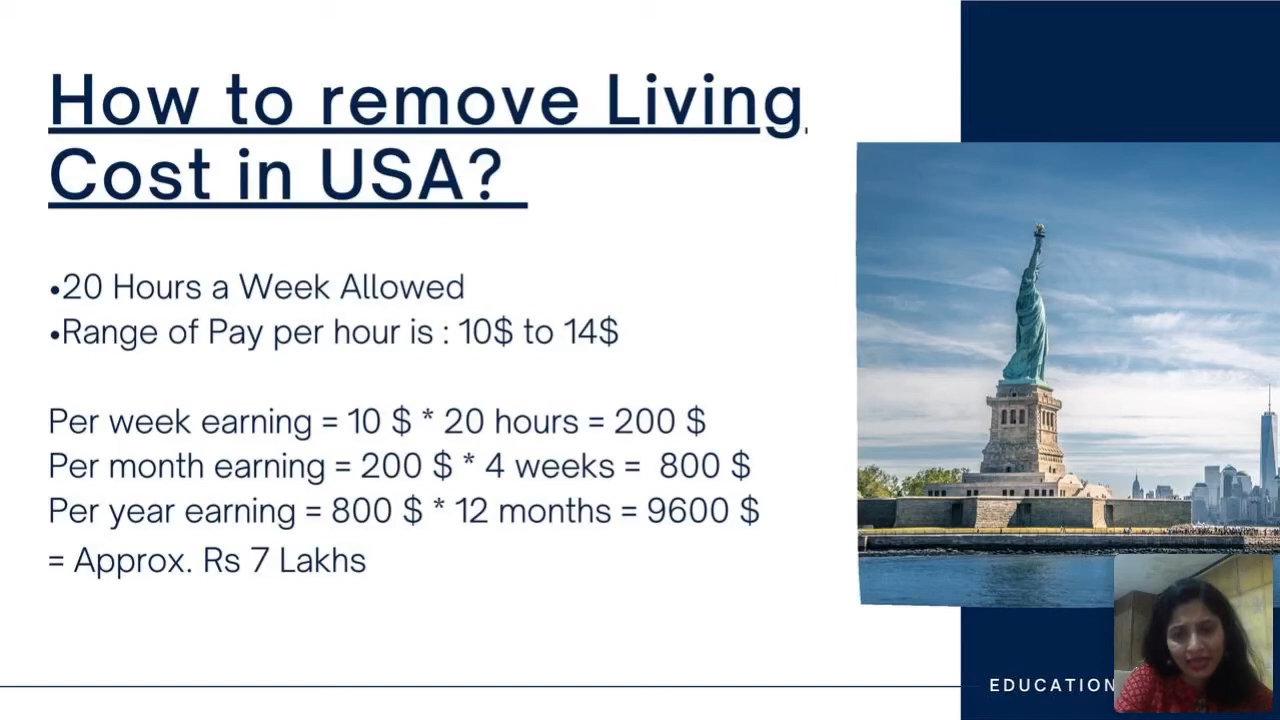 How to remove Living
Cost in USA?
•20 Hours a Week Allowed
•Range of Pay per hour is : 10$ to 14$
Per week earning = 10 $ * 20 hours = 200 $
Per month earning = 200 $ * 4 weeks = 800 $
Per year earning = 800 $ * 12 months = 9600 $
= Approx. Rs 7 Lakhs
EDUCATION